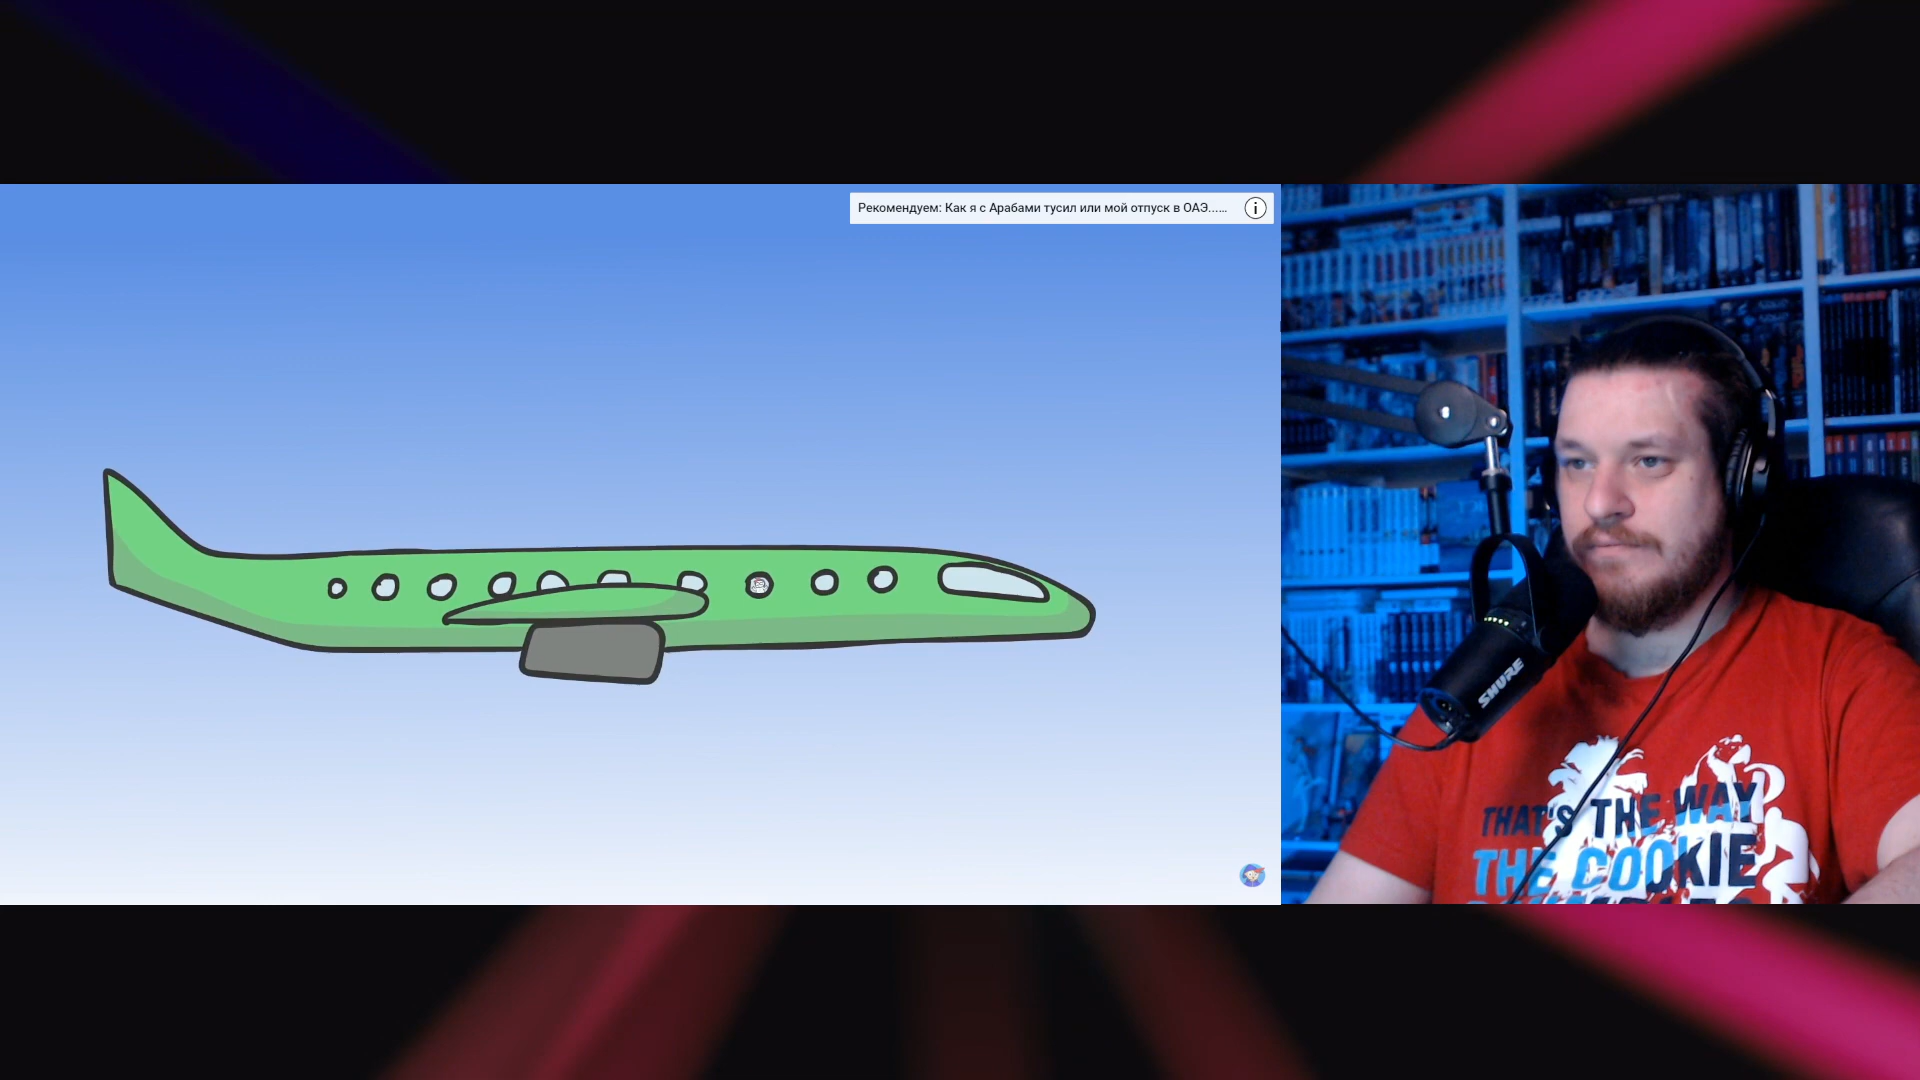 Рекомендуем: Как я с Арабами тусил или мой отпуск в ОАЭ......
SHURE
THAT'S THE WAY
THE COOKIE